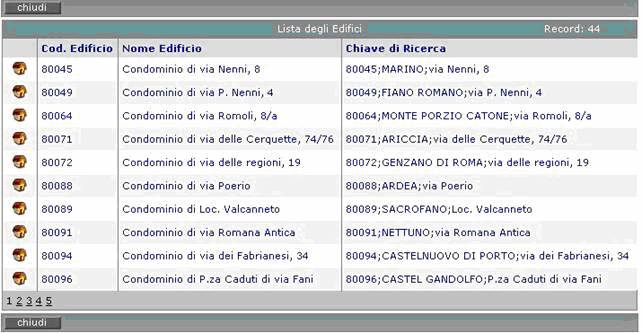 chiudi
Lista degli Edifici Record: 44
Cod. Edificio Nome Edificio Chiave di Ricerca
80045 Condominio di via Nenni, 8 80045;MARINO;via Nenni, 8
80049 Condominio di via P. Nenni, 4 80049;FIANO ROMANO;via P. Nenni, 4
80064 Condominio di via Romoli, 8/a 80064;MONTE PORZIO CATONE;via Romoli, 8/a
80071 Condominio di via delle Cerquette, 74/76 80071;ARICCIA;via delle Cerquette, 74/76
80072 Condominio di via delle regioni, 19 80072;GENZANO DI ROMA;via delle regioni, 19
80088 Condominio di via Poerio 80088;ARDEA;via Poerio
80089 Condominio di Loc. Valcanneto 80089;SACROFANO;Loc. Valcanneto
80091 Condominio di via Romana Antica 80091;NETTUNO;via Romana Antica
80094 Condominio di via dei Fabrianesi, 34 80094;CASTELNUOVO DI PORTO;via dei Fabrianesi, 34
80096 Condominio di P.za Caduti di via Fani 80096;CASTEL GANDOLFO;P.za Caduti di via Fani
1 2 3 4 5
chiudi